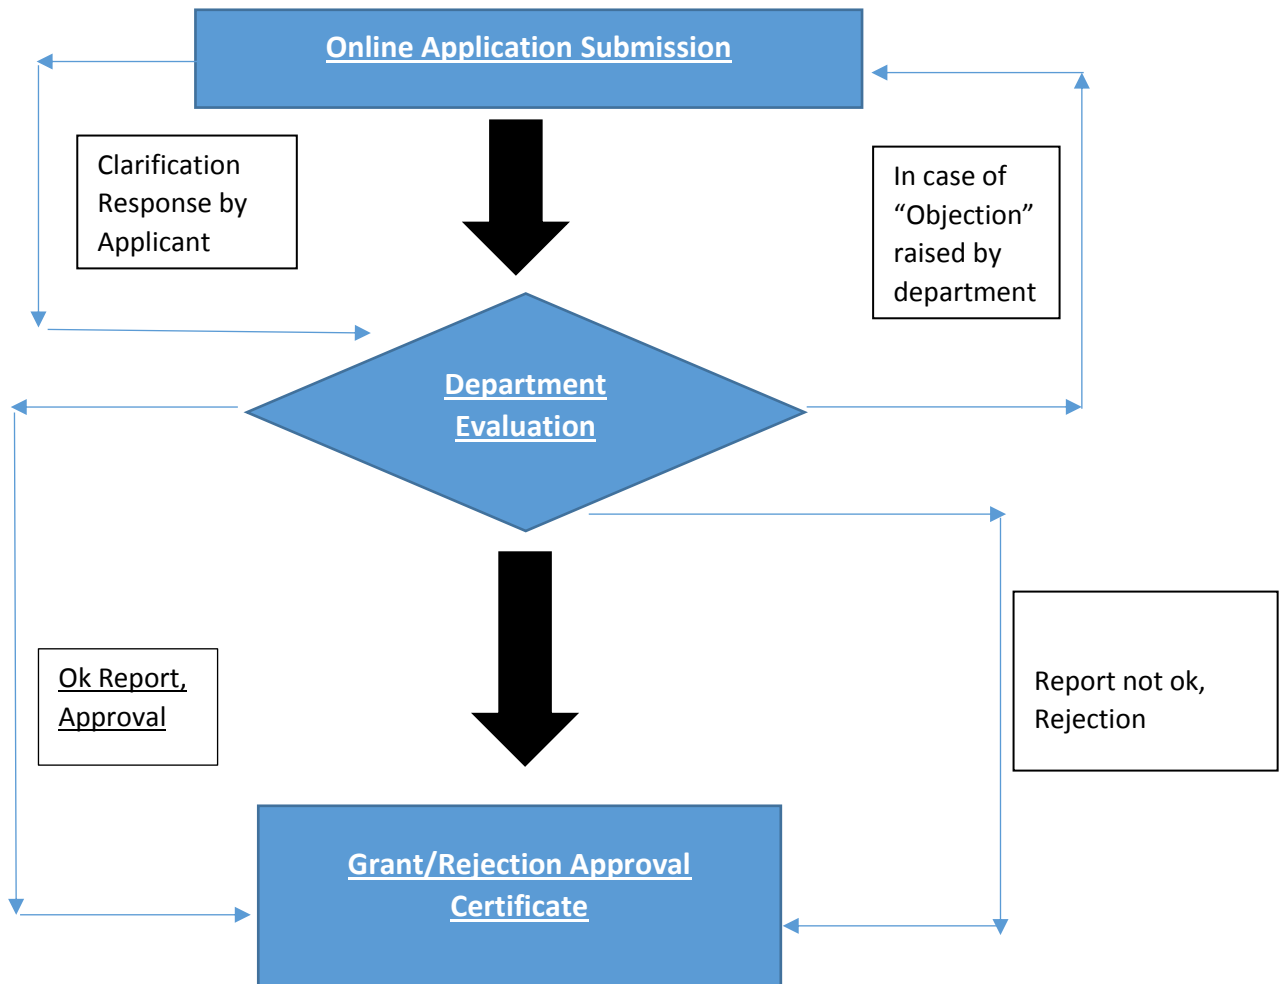 Online Application Submission
Clarification
Response by
Applicant
In case of
“Objection”
raised by
department
Department
Evaluation
Ok Report,
Approval
Report not ok,
Rejection
Grant/Rejection Approval
Certificate